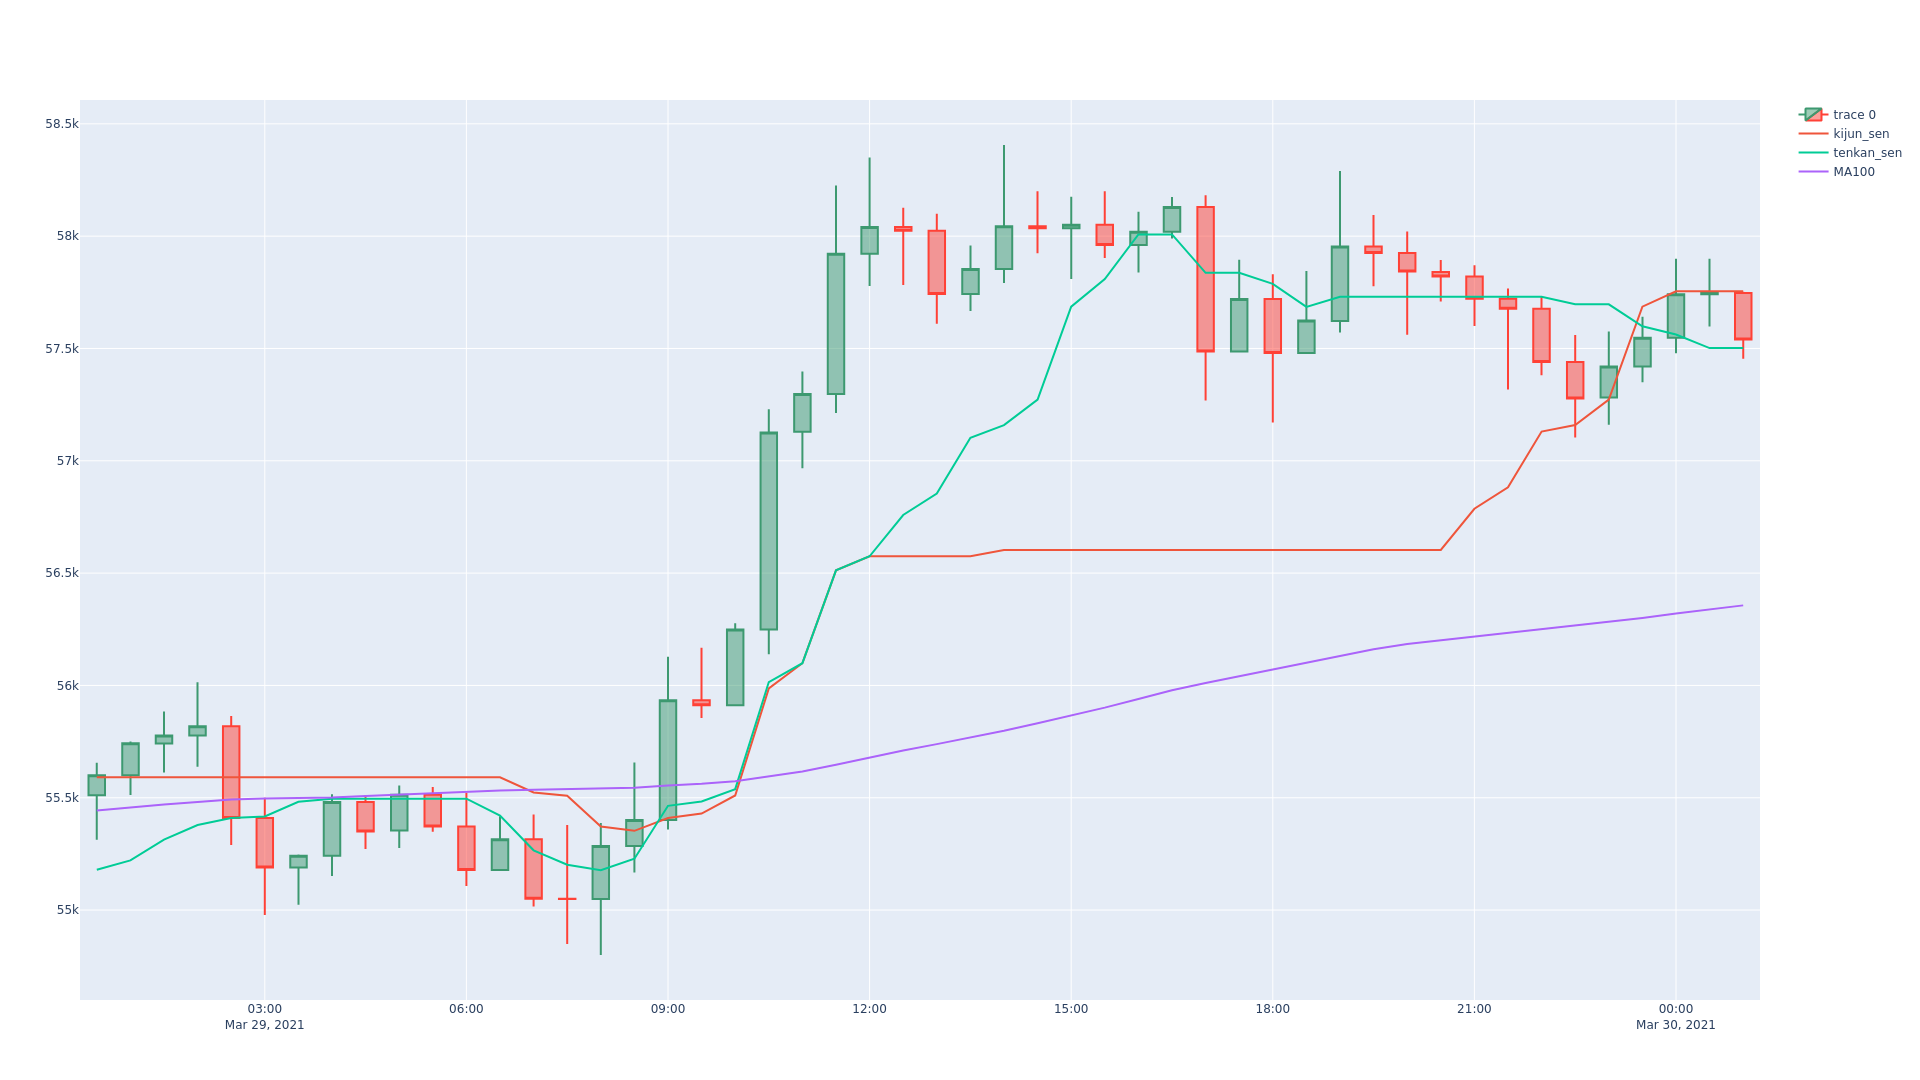 58.5k
58k
57.5k
57k
56.5k
56k
55.5k
55k
03:00
Mar 29, 2021
06:00
09:00
12:00
15:00
18:00
21:00
00:00
Mar 30, 2021
trace 0
kijun_sen
tenkan_sen
MA100